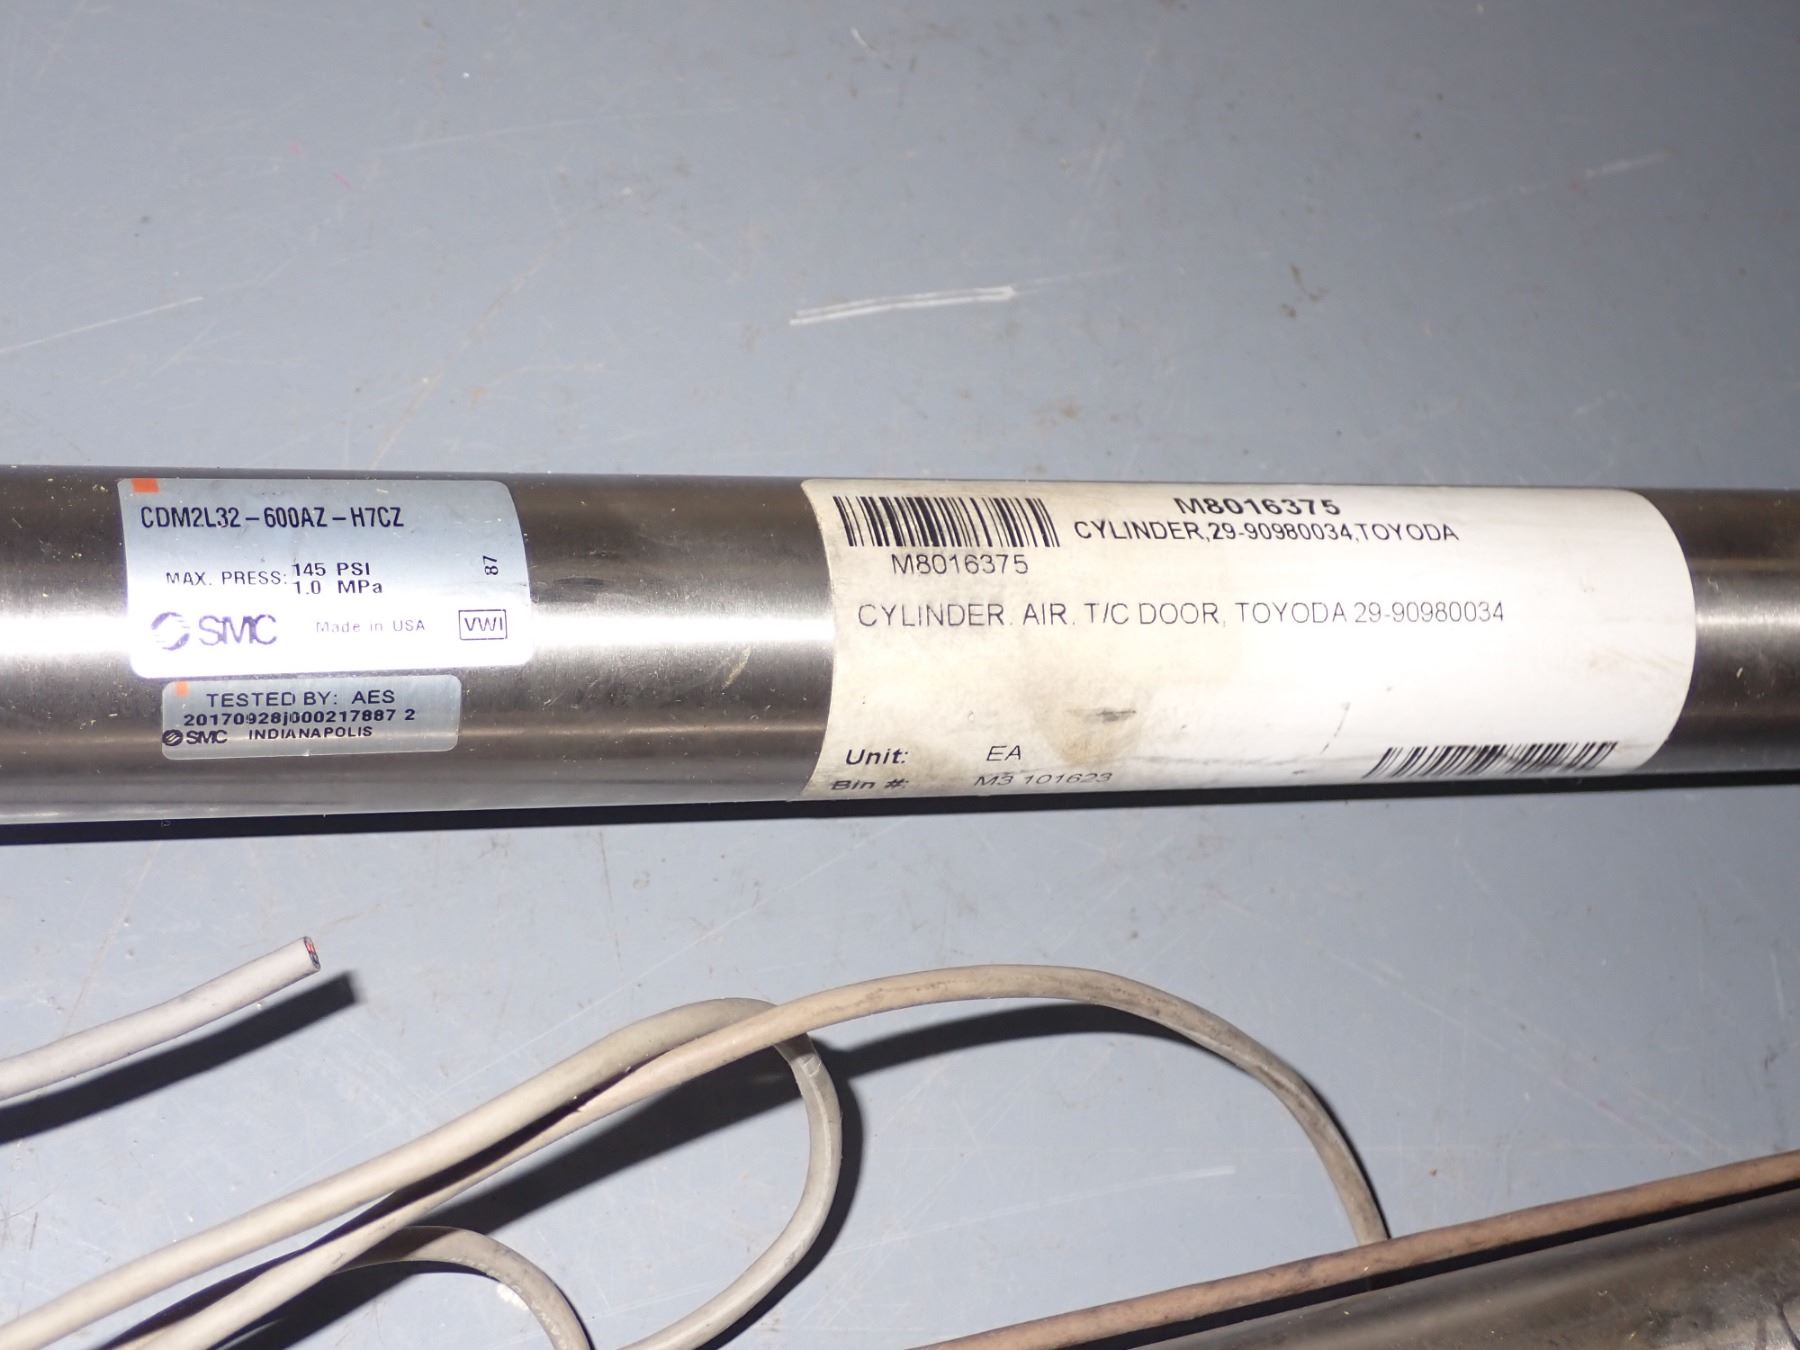 CDM2L32-600AZ-H7CZ
MAX. PRESS: 145 PSI
1.0 MPa
87
SMC Made in USA VWI
TESTED BY: AES
20170928j000217887 2
SMC INDIANAPOLIS
M8016375
CYLINDER,29-90980034,TOYODA
M8016375
CYLINDER. AIR. T/C DOOR, TOYODA 29-90980034
Unit: EA
Bin #: M3 101623